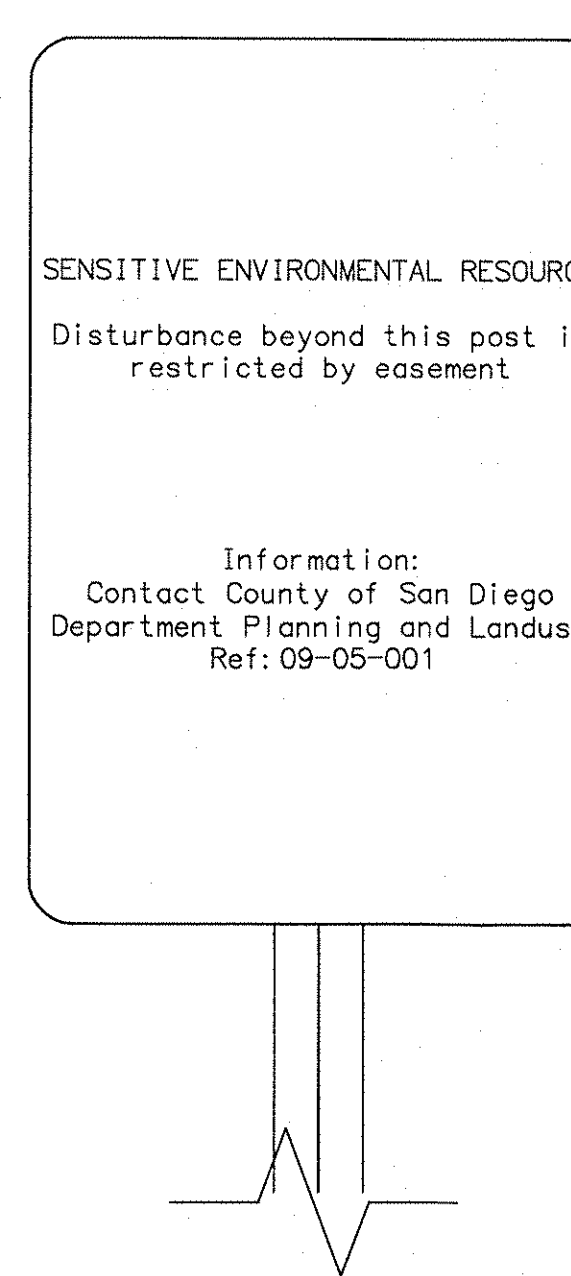 SENSITIVE ENVIRONMENTAL RESOURC
Disturbance beyond this post i
restricted by easement
Information:
Contact County of San Diego
Department Planning and Landus
Ref: 09-05-001